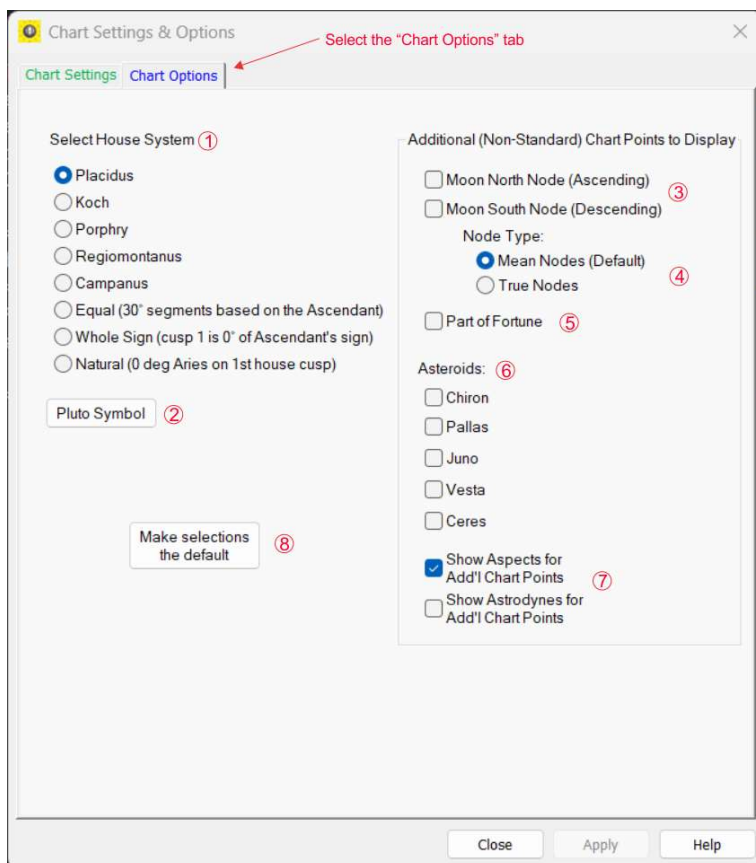 Chart Settings & Options
Select the “Chart Options” tab
Chart Settings
Chart Options
Select House System ①
Placidus
Koch
Porphry
Regiomontanus
Campanus
Equal (30° segments based on the Ascendant)
Whole Sign (cusp 1 is 0° of Ascendant's sign)
Natural (0 deg Aries on 1st house cusp)
Pluto Symbol ②
Make selections
the default ⑧
Additional (Non-Standard) Chart Points to Display
Moon North Node (Ascending)
③
Moon South Node (Descending)
Node Type:
Mean Nodes (Default)
④
True Nodes
Part of Fortune ⑤
Asteroids: ⑥
Chiron
Pallas
Juno
Vesta
Ceres
Show Aspects for
Add'l Chart Points
⑦
Show Astrodynes for
Add'l Chart Points
Close
Apply
Help